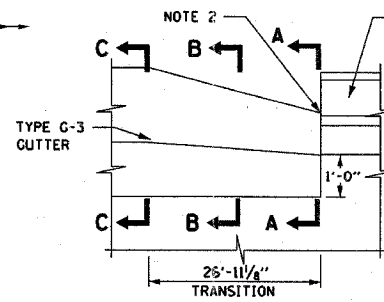 NOTE 2
C B A
TYPE G-3
GUTTER
1'-0"
C B A
26'-11⅛"
TRANSITION